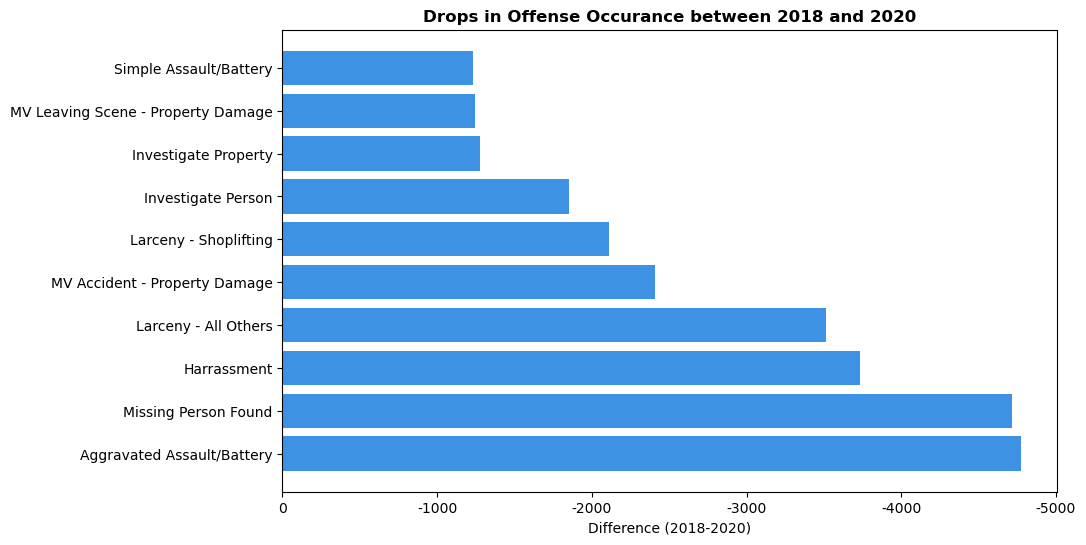 Drops in Offense Occurance between 2018 and 2020
Simple Assault/Battery
MV Leaving Scene - Property Damage
Investigate Property
Investigate Person
Larceny - Shoplifting
MV Accident - Property Damage
Larceny - All Others
Harrassment
Missing Person Found
Aggravated Assault/Battery
0 -1000 -2000 -3000 -4000 -5000
Difference (2018-2020)